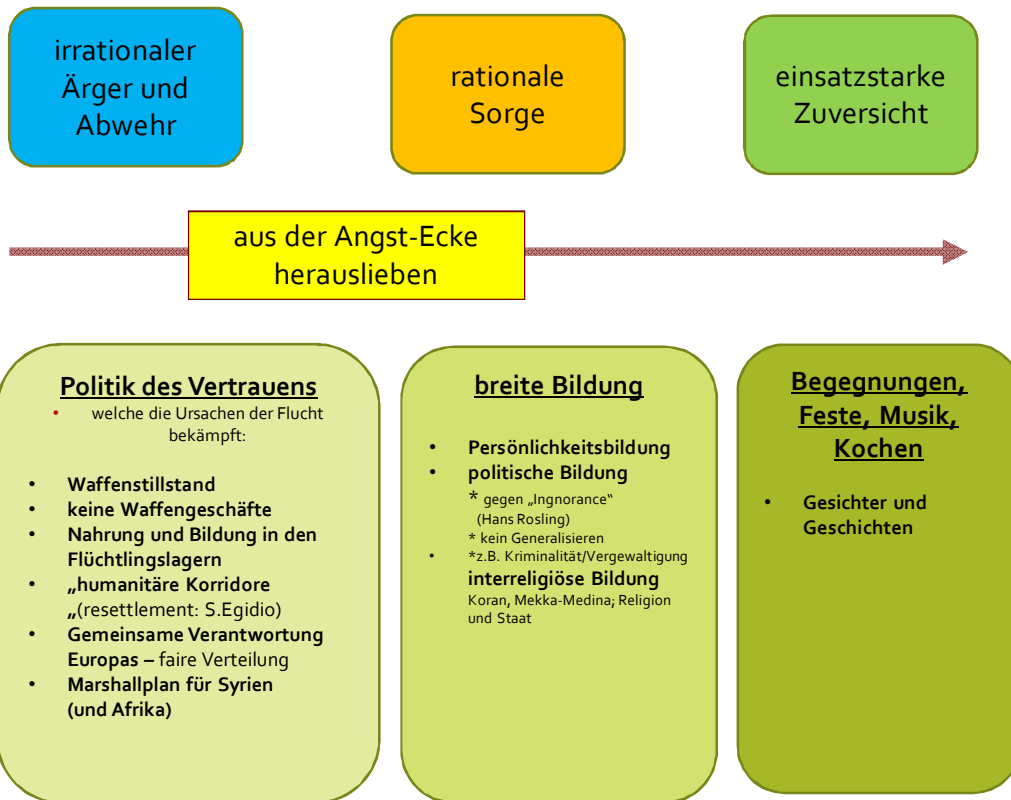 irrationaler
Ärger und
Abwehr
rationale
Sorge
einsatzstarke
Zuversicht
aus der Angst-Ecke
herauslieben
Politik des Vertrauens
• welche die Ursachen der Flucht
bekämpft:
• Waffenstillstand
• keine Waffengeschäfte
• Nahrung und Bildung in den
Flüchtlingslagern
• „humanitäre Korridore
„(resettlement: S.Egidio)
• Gemeinsame Verantwortung
Europas – faire Verteilung
• Marshallplan für Syrien
(und Afrika)
breite Bildung
• Persönlichkeitsbildung
• politische Bildung
* gegen „Ingnorance“
(Hans Rosling)
* kein Generalisieren
• *z.B. Kriminalität/Vergewaltigung
interreligiöse Bildung
Koran, Mekka-Medina; Religion
und Staat
Begegnungen,
Feste, Musik,
Kochen
• Gesichter und
Geschichten